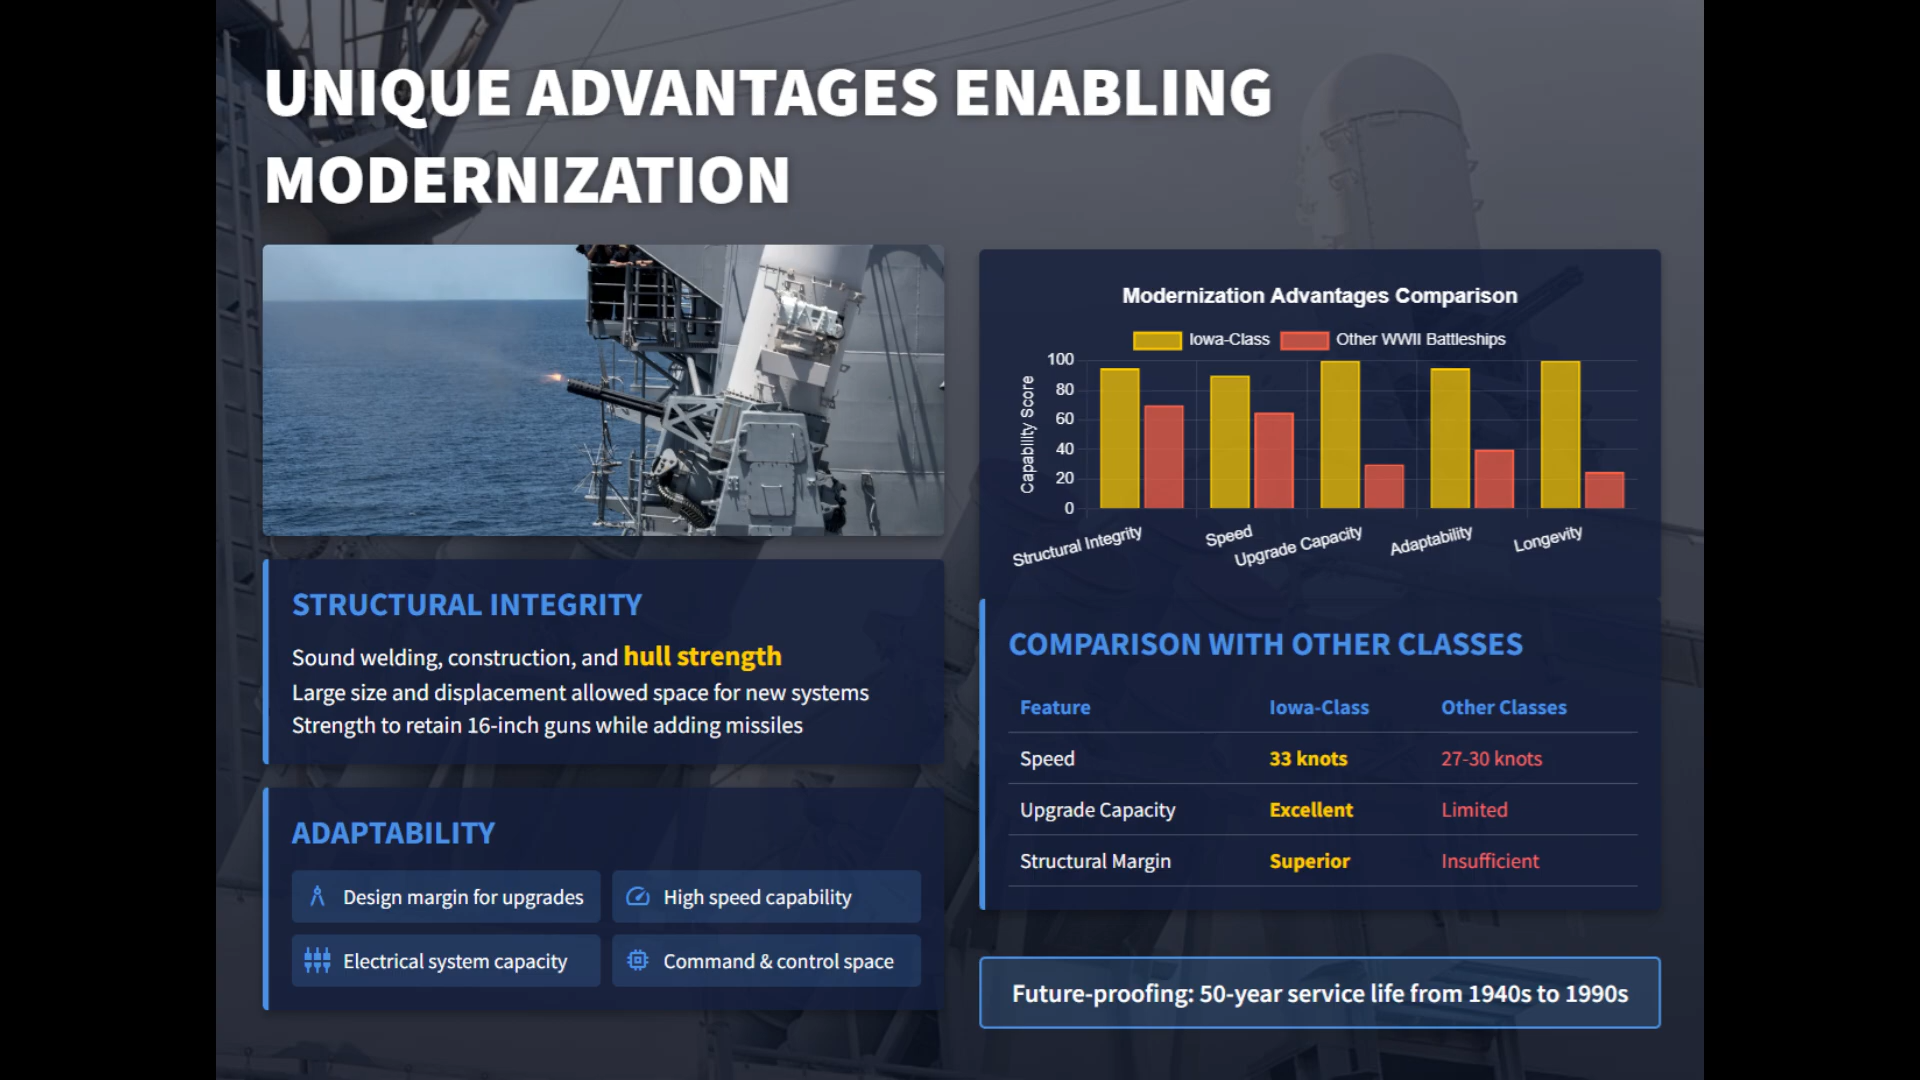 UNIQUE ADVANTAGES ENABLING
MODERNIZATION
STRUCTURAL INTEGRITY
Sound welding, construction, and hull strength
Large size and displacement allowed space for new systems
Strength to retain 16-inch guns while adding missiles
ADAPTABILITY
Design margin for upgrades
High speed capability
Electrical system capacity
Command & control space
Modernization Advantages Comparison
Iowa-Class
Other WWII Battleships
Capability Score
100
80
60
40
20
0
Structural Integrity
Speed
Upgrade Capacity
Adaptability
Longevity
COMPARISON WITH OTHER CLASSES
Feature Iowa-Class Other Classes
Speed 33 knots 27-30 knots
Upgrade Capacity Excellent Limited
Structural Margin Superior Insufficient
Future-proofing: 50-year service life from 1940s to 1990s